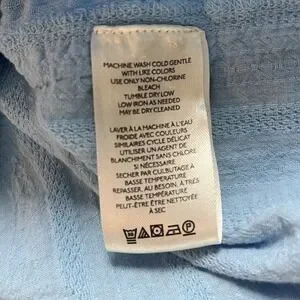 MACHINE WASH COLD GENTLE
WITH LIKE COLORS
USE ONLY NON-CHLORINE
BLEACH
TUMBLE DRY LOW
LOW IRON AS NEEDED
MAY BE DRY CLEANED
LAVER À LA MACHINE À L'EAU
FROIDE AVEC COULEURS
SIMILAIRES CYCLE DÉLICAT
UTILISER UN AGENT DE
BLANCHIMENT SANS CHLORE
SI NÉCESSAIRE
SECHER PAR CULBUTAGE À
BASSE TEMPÉRATURE
REPASSER, AU BESOIN, À TRÈS
BASSE TEMPÉRATURE
PEUT-ÊTRE ÊTRE NETTOYÉE
À SEC
P